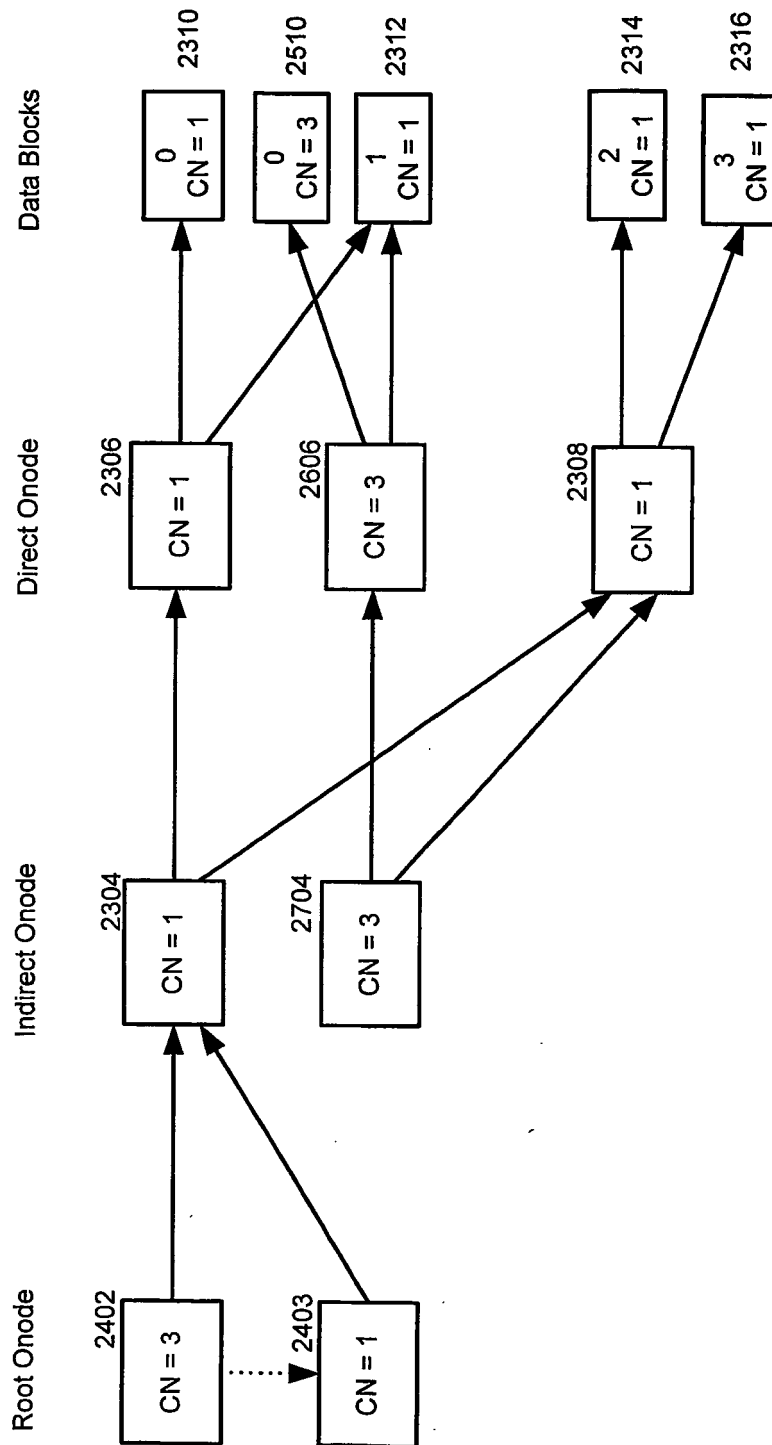 Root Onode
Indirect Onode
Direct Onode
Data Blocks
2402
CN = 3
2403
CN = 1
2304
CN = 1
2704
CN = 3
2306
CN = 1
2606
CN = 3
2308
CN = 1
0
CN = 1
2310
0
CN = 3
2510
1
CN = 1
2312
2
CN = 1
2314
3
CN = 1
2316